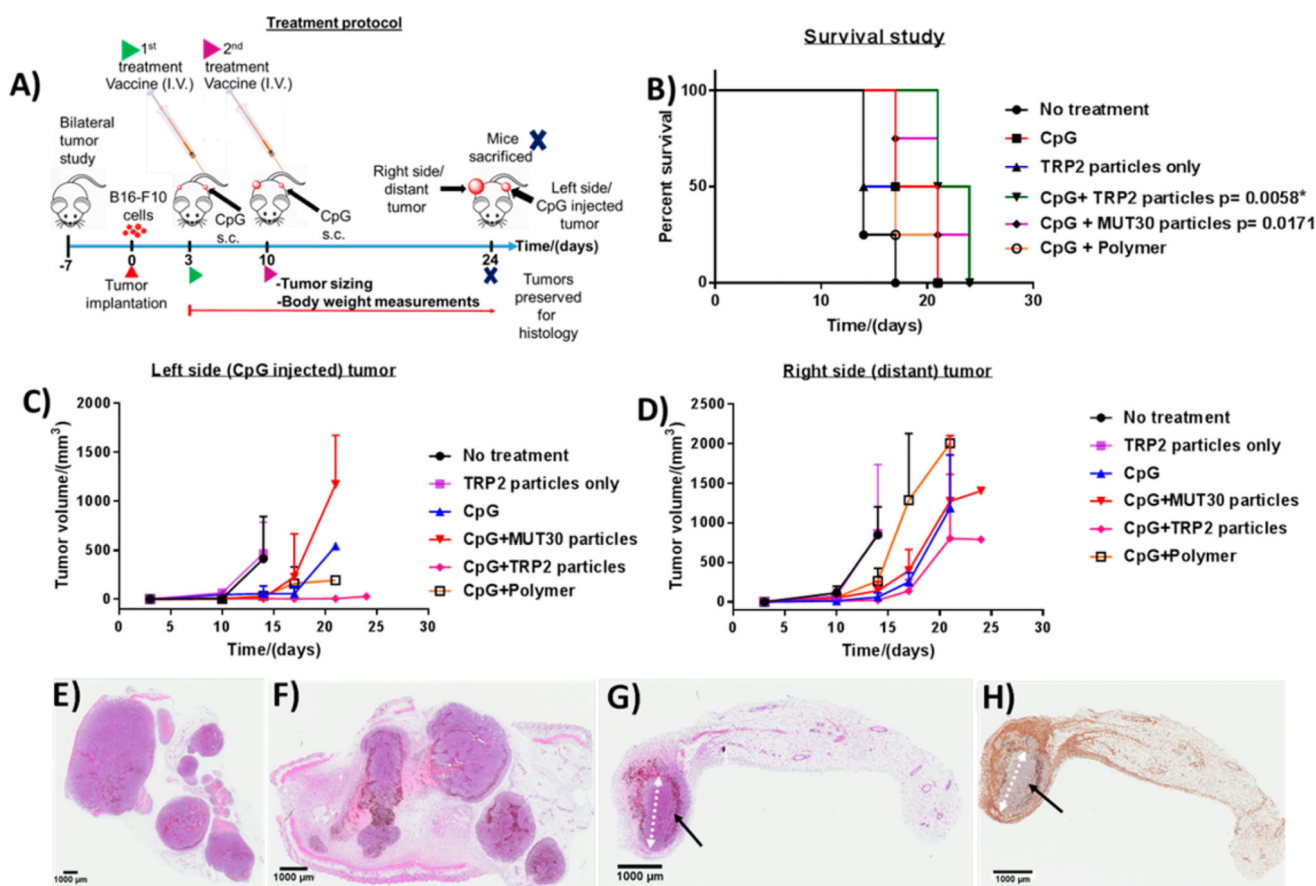 Treatment protocol
A)
1st
treatment
Vaccine (I.V.)
2nd
treatment
Vaccine (I.V.)
Bilateral
tumor
study
B16-F10
cells
CpG
s.c.
CpG
s.c.
Mice
sacrificed
Right side/
distant
tumor
Left side/
CpG injected
tumor
Time/(days)
-7
0
3
10
24
Tumor
implantation
-Tumor sizing
-Body weight measurements
Tumors
preserved
for
histology
Survival study
B)
Percent survival
100
50
0
0
10
20
30
Time/(days)
No treatment
CpG
TRP2 particles only
CpG+ TRP2 particles p= 0.0058*
CpG + MUT30 particles p= 0.0171
CpG + Polymer
Left side (CpG injected) tumor
C)
Tumor volume/(mm3)
2000
1500
1000
500
0
0
5
10
15
20
25
30
Time/(days)
No treatment
TRP2 particles only
CpG
CpG+MUT30 particles
CpG+TRP2 particles
CpG+Polymer
Right side (distant) tumor
D)
Tumor volume/(mm3)
2500
2000
1500
1000
500
0
0
5
10
15
20
25
30
Time/(days)
No treatment
TRP2 particles only
CpG
CpG+MUT30 particles
CpG+TRP2 particles
CpG+Polymer
E)
1000 µm
F)
1000 µm
G)
1000 µm
H)
1000 µm